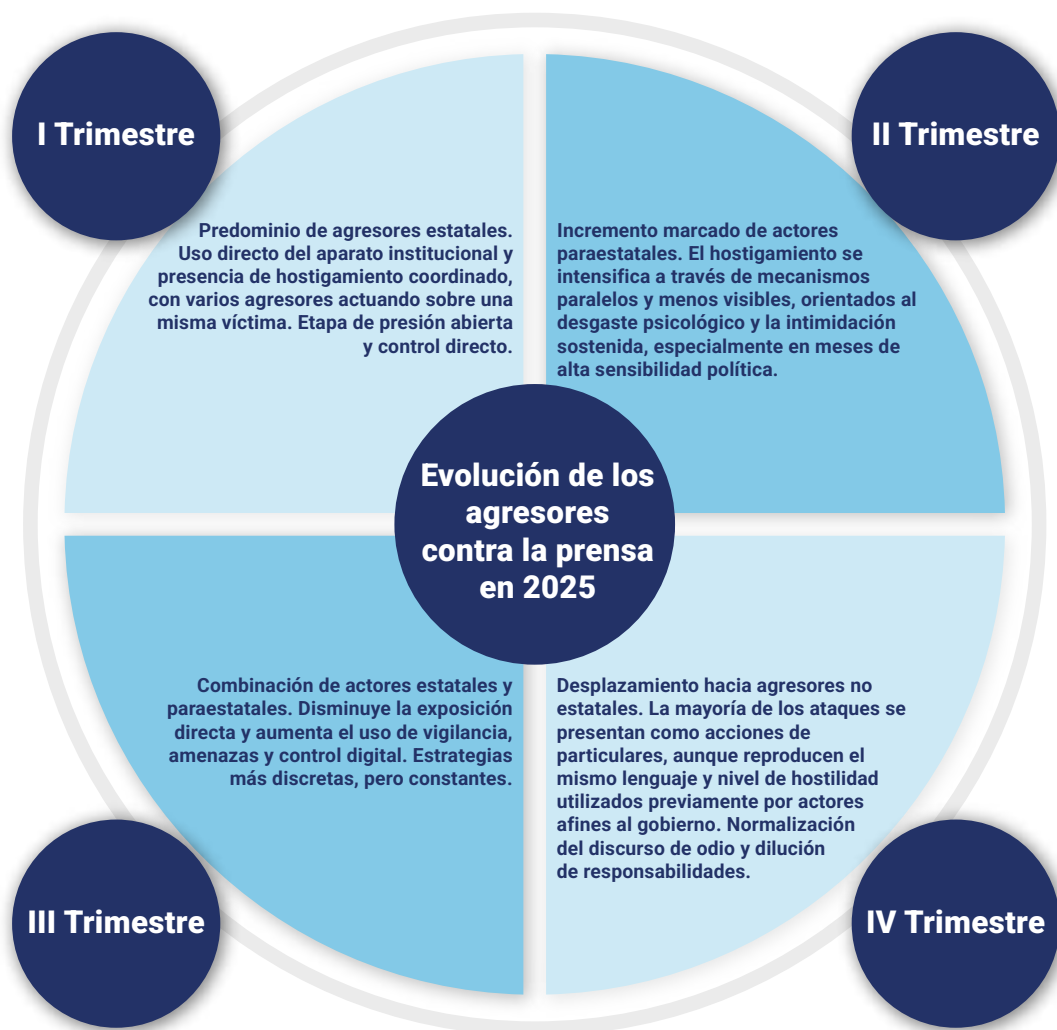 I Trimestre
Predominio de agresores estatales.
Uso directo del aparato institucional y
presencia de hostigamiento coordinado,
con varios agresores actuando sobre una
misma víctima. Etapa de presión abierta
y control directo.
II Trimestre
Incremento marcado de actores
paraestatales. El hostigamiento se
intensifica a través de mecanismos
paralelos y menos visibles, orientados al
desgaste psicológico y la intimidación
sostenida, especialmente en meses de
alta sensibilidad política.
Evolución de los
agresores
contra la prensa
en 2025
Combinación de actores estatales y
paraestatales. Disminuye la exposición
directa y aumenta el uso de vigilancia,
amenazas y control digital. Estrategias
más discretas, pero constantes.
III Trimestre
Desplazamiento hacia agresores no
estatales. La mayoría de los ataques se
presentan como acciones de
particulares, aunque reproducen el
mismo lenguaje y nivel de hostilidad
utilizados previamente por actores
afines al gobierno. Normalización
del discurso de odio y dilución
de responsabilidades.
IV Trimestre